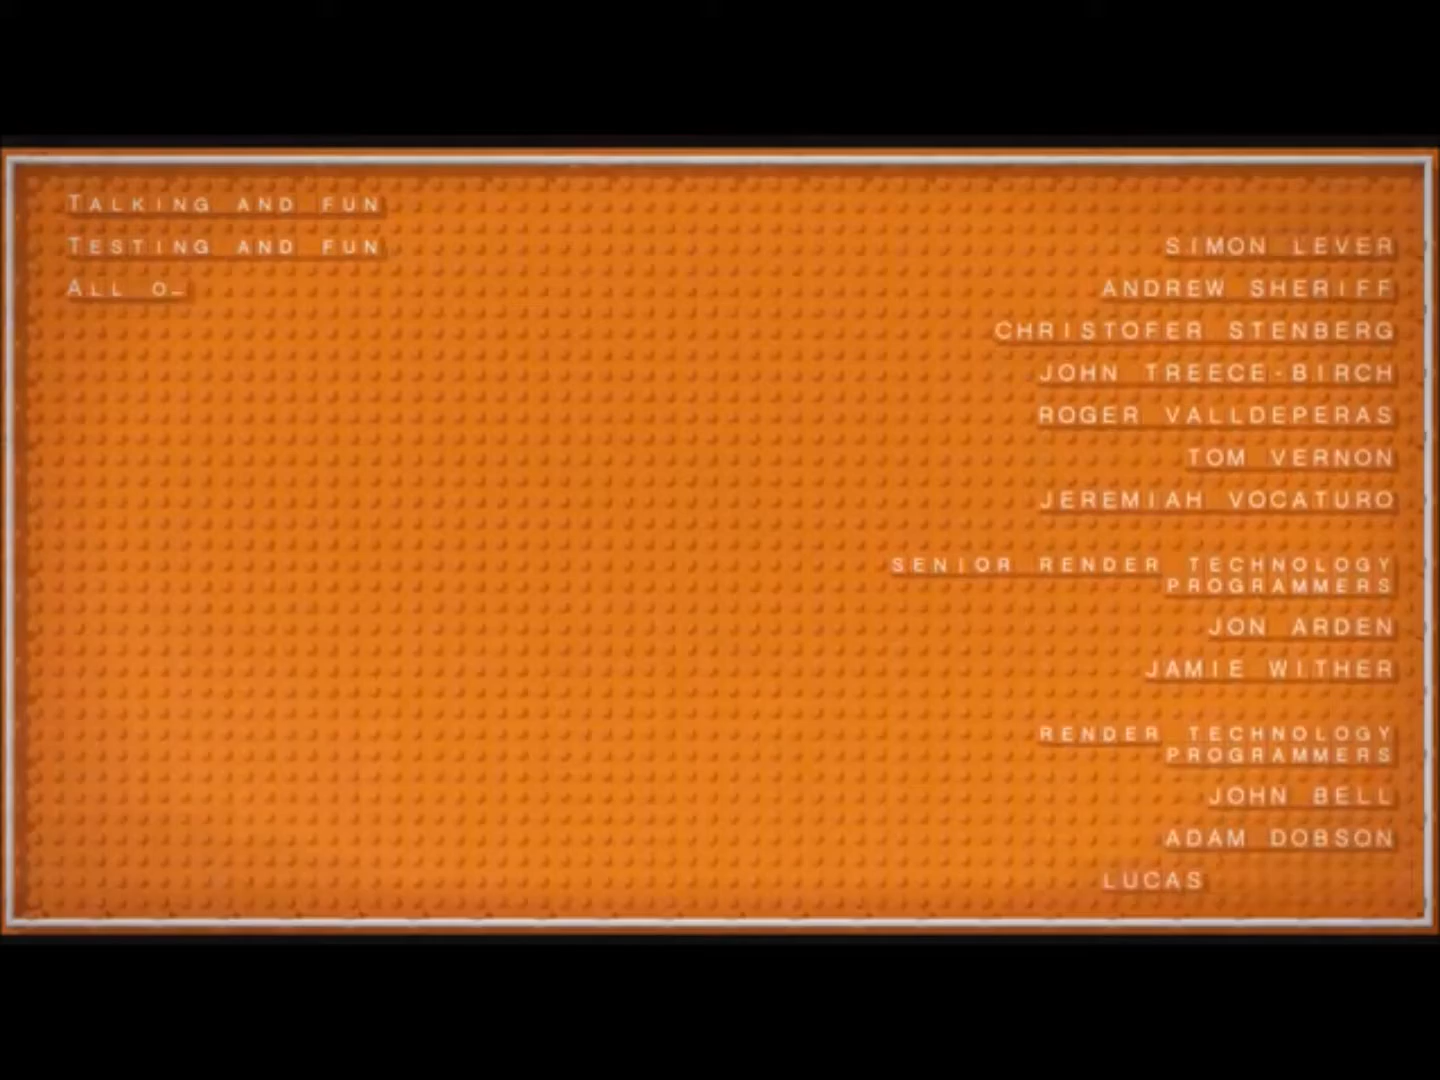 Talking and fun
Testing and fun
All o_
SIMON LEVER
ANDREW SHERIFF
CHRISTOFER STENBERG
JOHN TREECE-BIRCH
ROGER VALLDEPERAS
TOM VERNON
JEREMIAH VOCATURO
SENIOR RENDER TECHNOLOGY
PROGRAMMERS
JON ARDEN
JAMIE WITHER
RENDER TECHNOLOGY
PROGRAMMERS
JOHN BELL
ADAM DOBSON
LUCAS